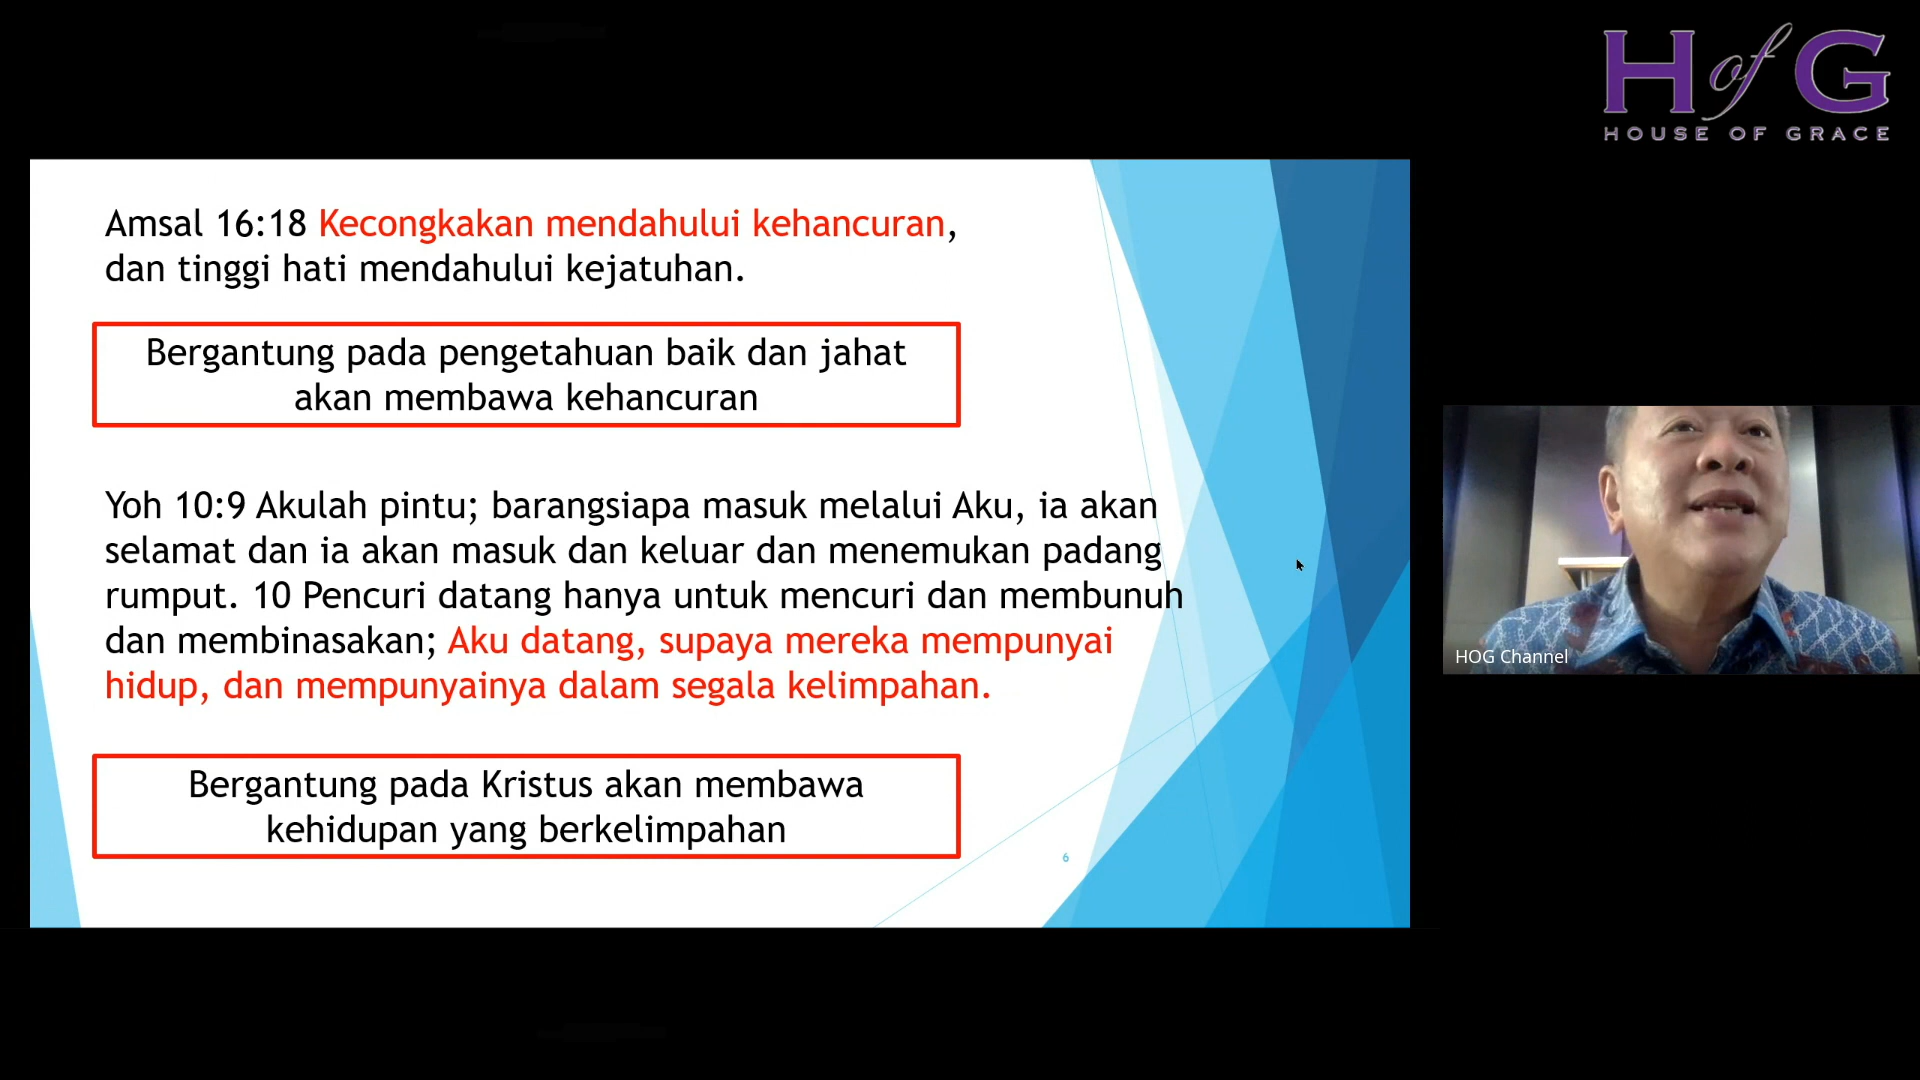 H of G
HOUSE OF GRACE
Amsal 16:18 Kecongkakan mendahului kehancuran,
dan tinggi hati mendahului kejatuhan.
Bergantung pada pengetahuan baik dan jahat
akan membawa kehancuran
Yoh 10:9 Akulah pintu; barangsiapa masuk melalui Aku, ia akan
selamat dan ia akan masuk dan keluar dan menemukan padang
rumput. 10 Pencuri datang hanya untuk mencuri dan membunuh
dan membinasakan; Aku datang, supaya mereka mempunyai
hidup, dan mempunyainya dalam segala kelimpahan.
Bergantung pada Kristus akan membawa
kehidupan yang berkelimpahan
6
HOG Channel